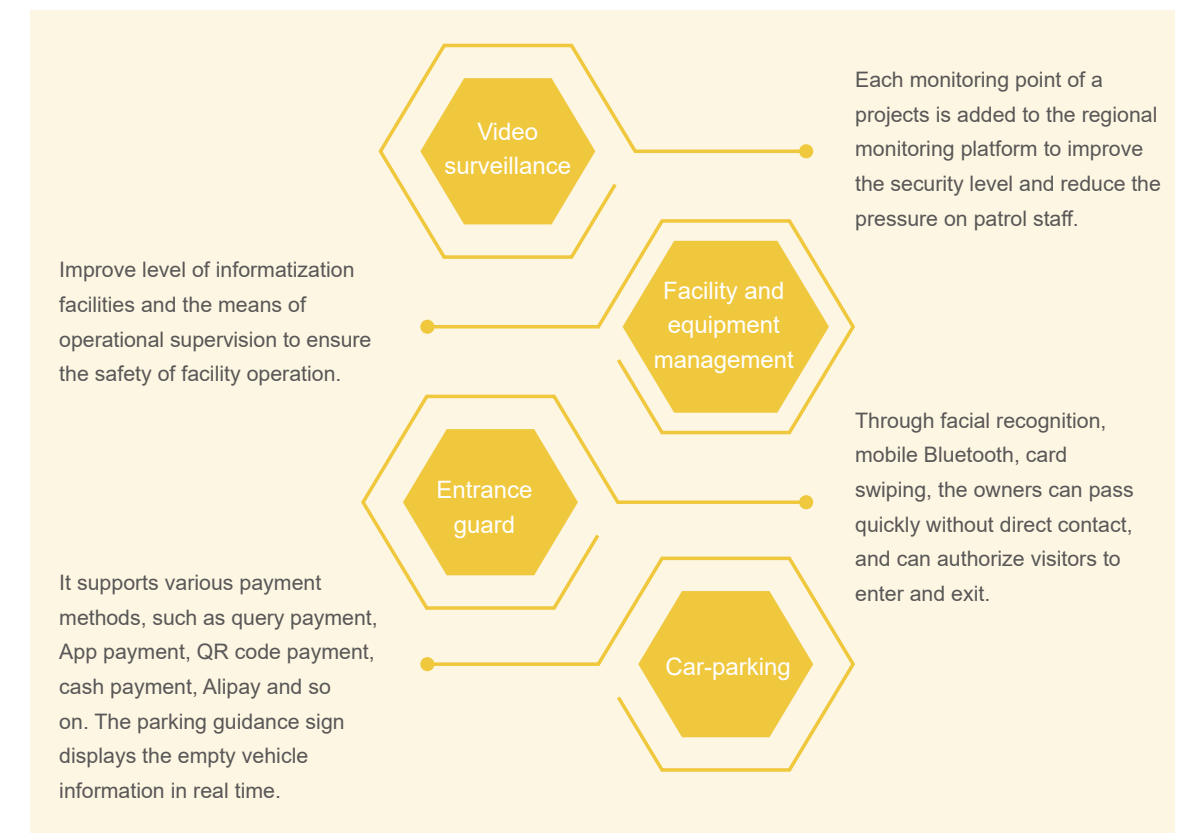 Video
surveillance
Each monitoring point of a
projects is added to the regional
monitoring platform to improve
the security level and reduce the
pressure on patrol staff.
Improve level of informatization
facilities and the means of
operational supervision to ensure
the safety of facility operation.
Facility and
equipment
management
Entrance
guard
Through facial recognition,
mobile Bluetooth, card
swiping, the owners can pass
quickly without direct contact,
and can authorize visitors to
enter and exit.
It supports various payment
methods, such as query payment,
App payment, QR code payment,
cash payment, Alipay and so
on. The parking guidance sign
displays the empty vehicle
information in real time.
Car-parking